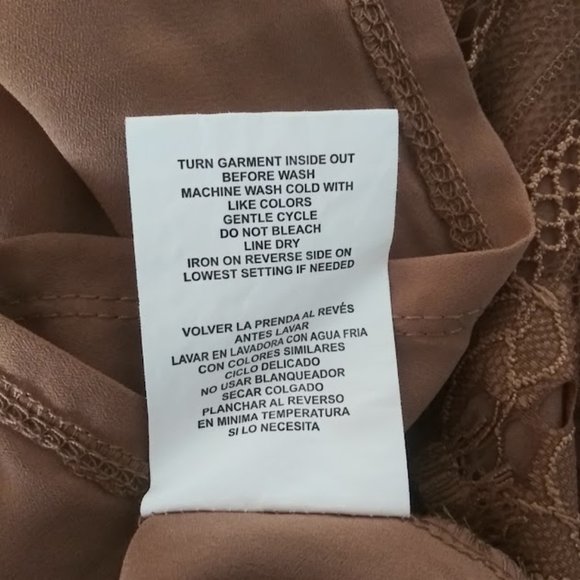 TURN GARMENT INSIDE OUT
BEFORE WASH
MACHINE WASH COLD WITH
LIKE COLORS
GENTLE CYCLE
DO NOT BLEACH
LINE DRY
IRON ON REVERSE SIDE ON
LOWEST SETTING IF NEEDED
VOLVER LA PRENDA AL REVÉS
ANTES LAVAR
LAVAR EN LAVADORA CON AGUA FRIA
CON COLORES SIMILARES
CICLO DELICADO
NO USAR BLANQUEADOR
SECAR COLGADO
PLANCHAR AL REVERSO
EN MINIMA TEMPERATURA
SI LO NECESITA